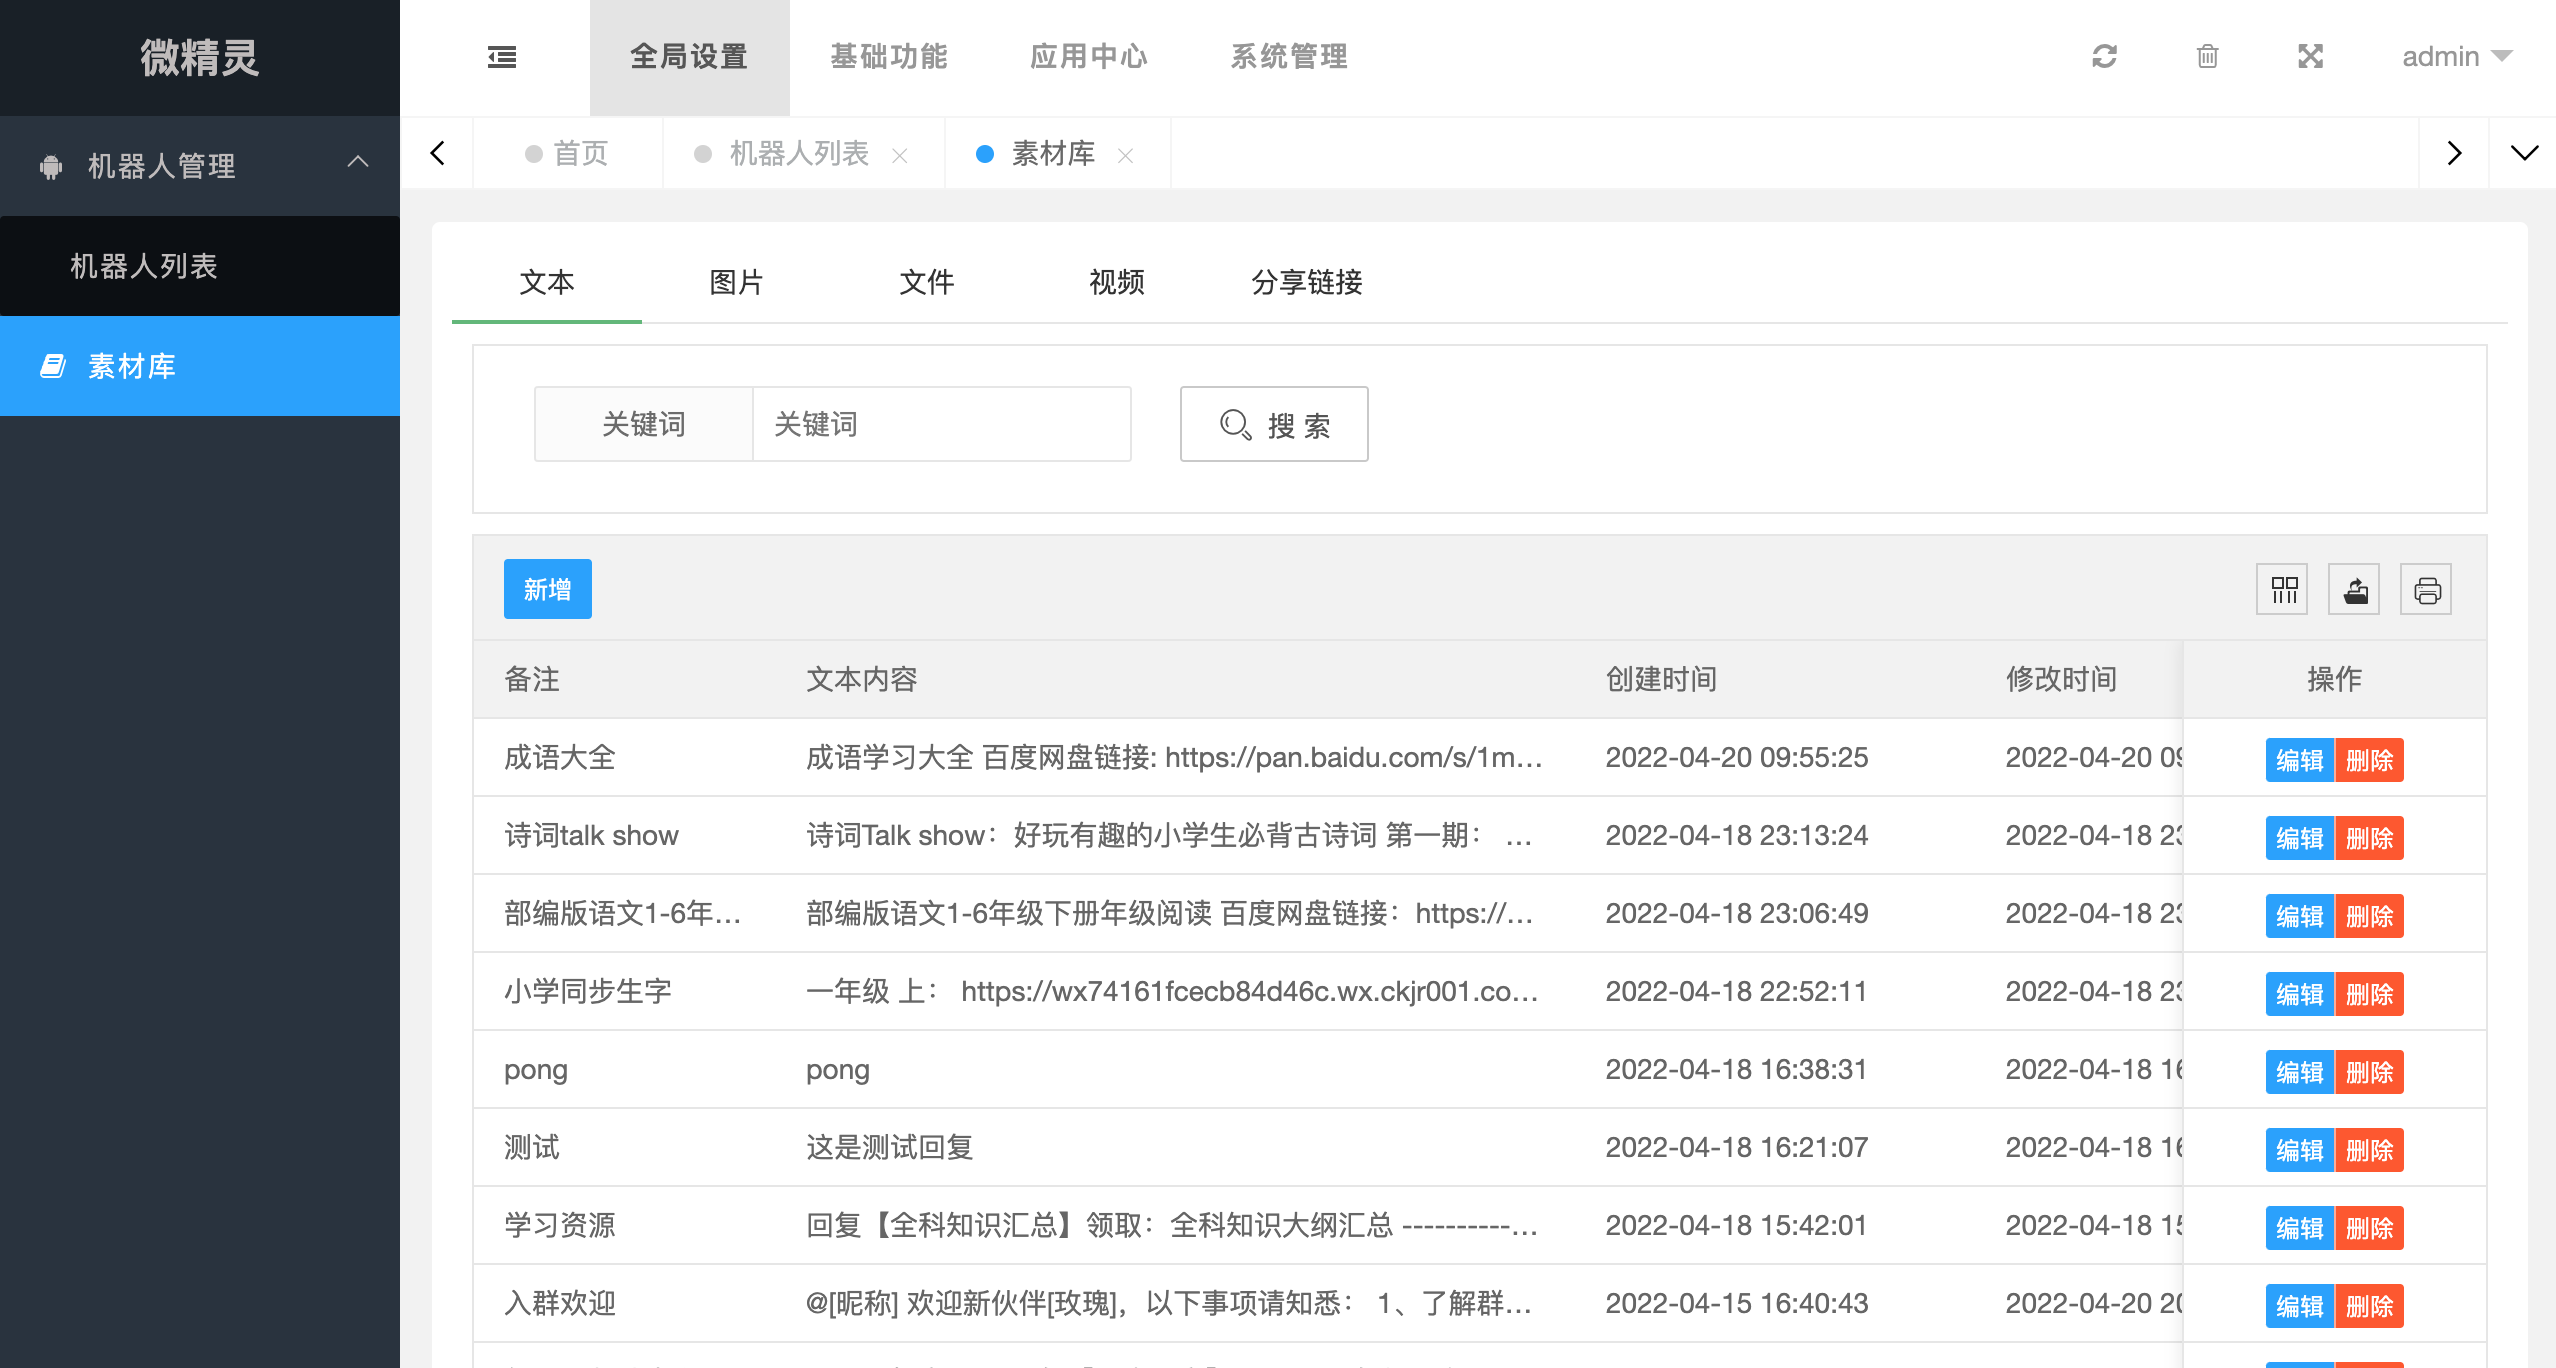 微精灵
全局设置 基础功能 应用中心 系统管理 admin
机器人管理
机器人列表
素材库
首页 机器人列表 素材库
文本 图片 文件 视频 分享链接
关键词 关键词 搜 索
新增
备注 文本内容 创建时间 修改时间 操作
成语大全 成语学习大全 百度网盘链接: https://pan.baidu.com/s/1m... 2022-04-20 09:55:25 2022-04-20 09 编辑 删除
诗词talk show 诗词Talk show：好玩有趣的小学生必背古诗词 第一期： ... 2022-04-18 23:13:24 2022-04-18 23 编辑 删除
部编版语文1-6年... 部编版语文1-6年级下册年级阅读 百度网盘链接：https://... 2022-04-18 23:06:49 2022-04-18 23 编辑 删除
小学同步生字 一年级 上： https://wx74161fcecb84d46c.wx.ckjr001.co... 2022-04-18 22:52:11 2022-04-18 23 编辑 删除
pong pong 2022-04-18 16:38:31 2022-04-18 16 编辑 删除
测试 这是测试回复 2022-04-18 16:21:07 2022-04-18 16 编辑 删除
学习资源 回复【全科知识汇总】领取：全科知识大纲汇总 ----------... 2022-04-18 15:42:01 2022-04-18 15 编辑 删除
入群欢迎 @[昵称] 欢迎新伙伴[玫瑰]，以下事项请知悉： 1、了解群... 2022-04-15 16:40:43 2022-04-20 20 编辑 删除